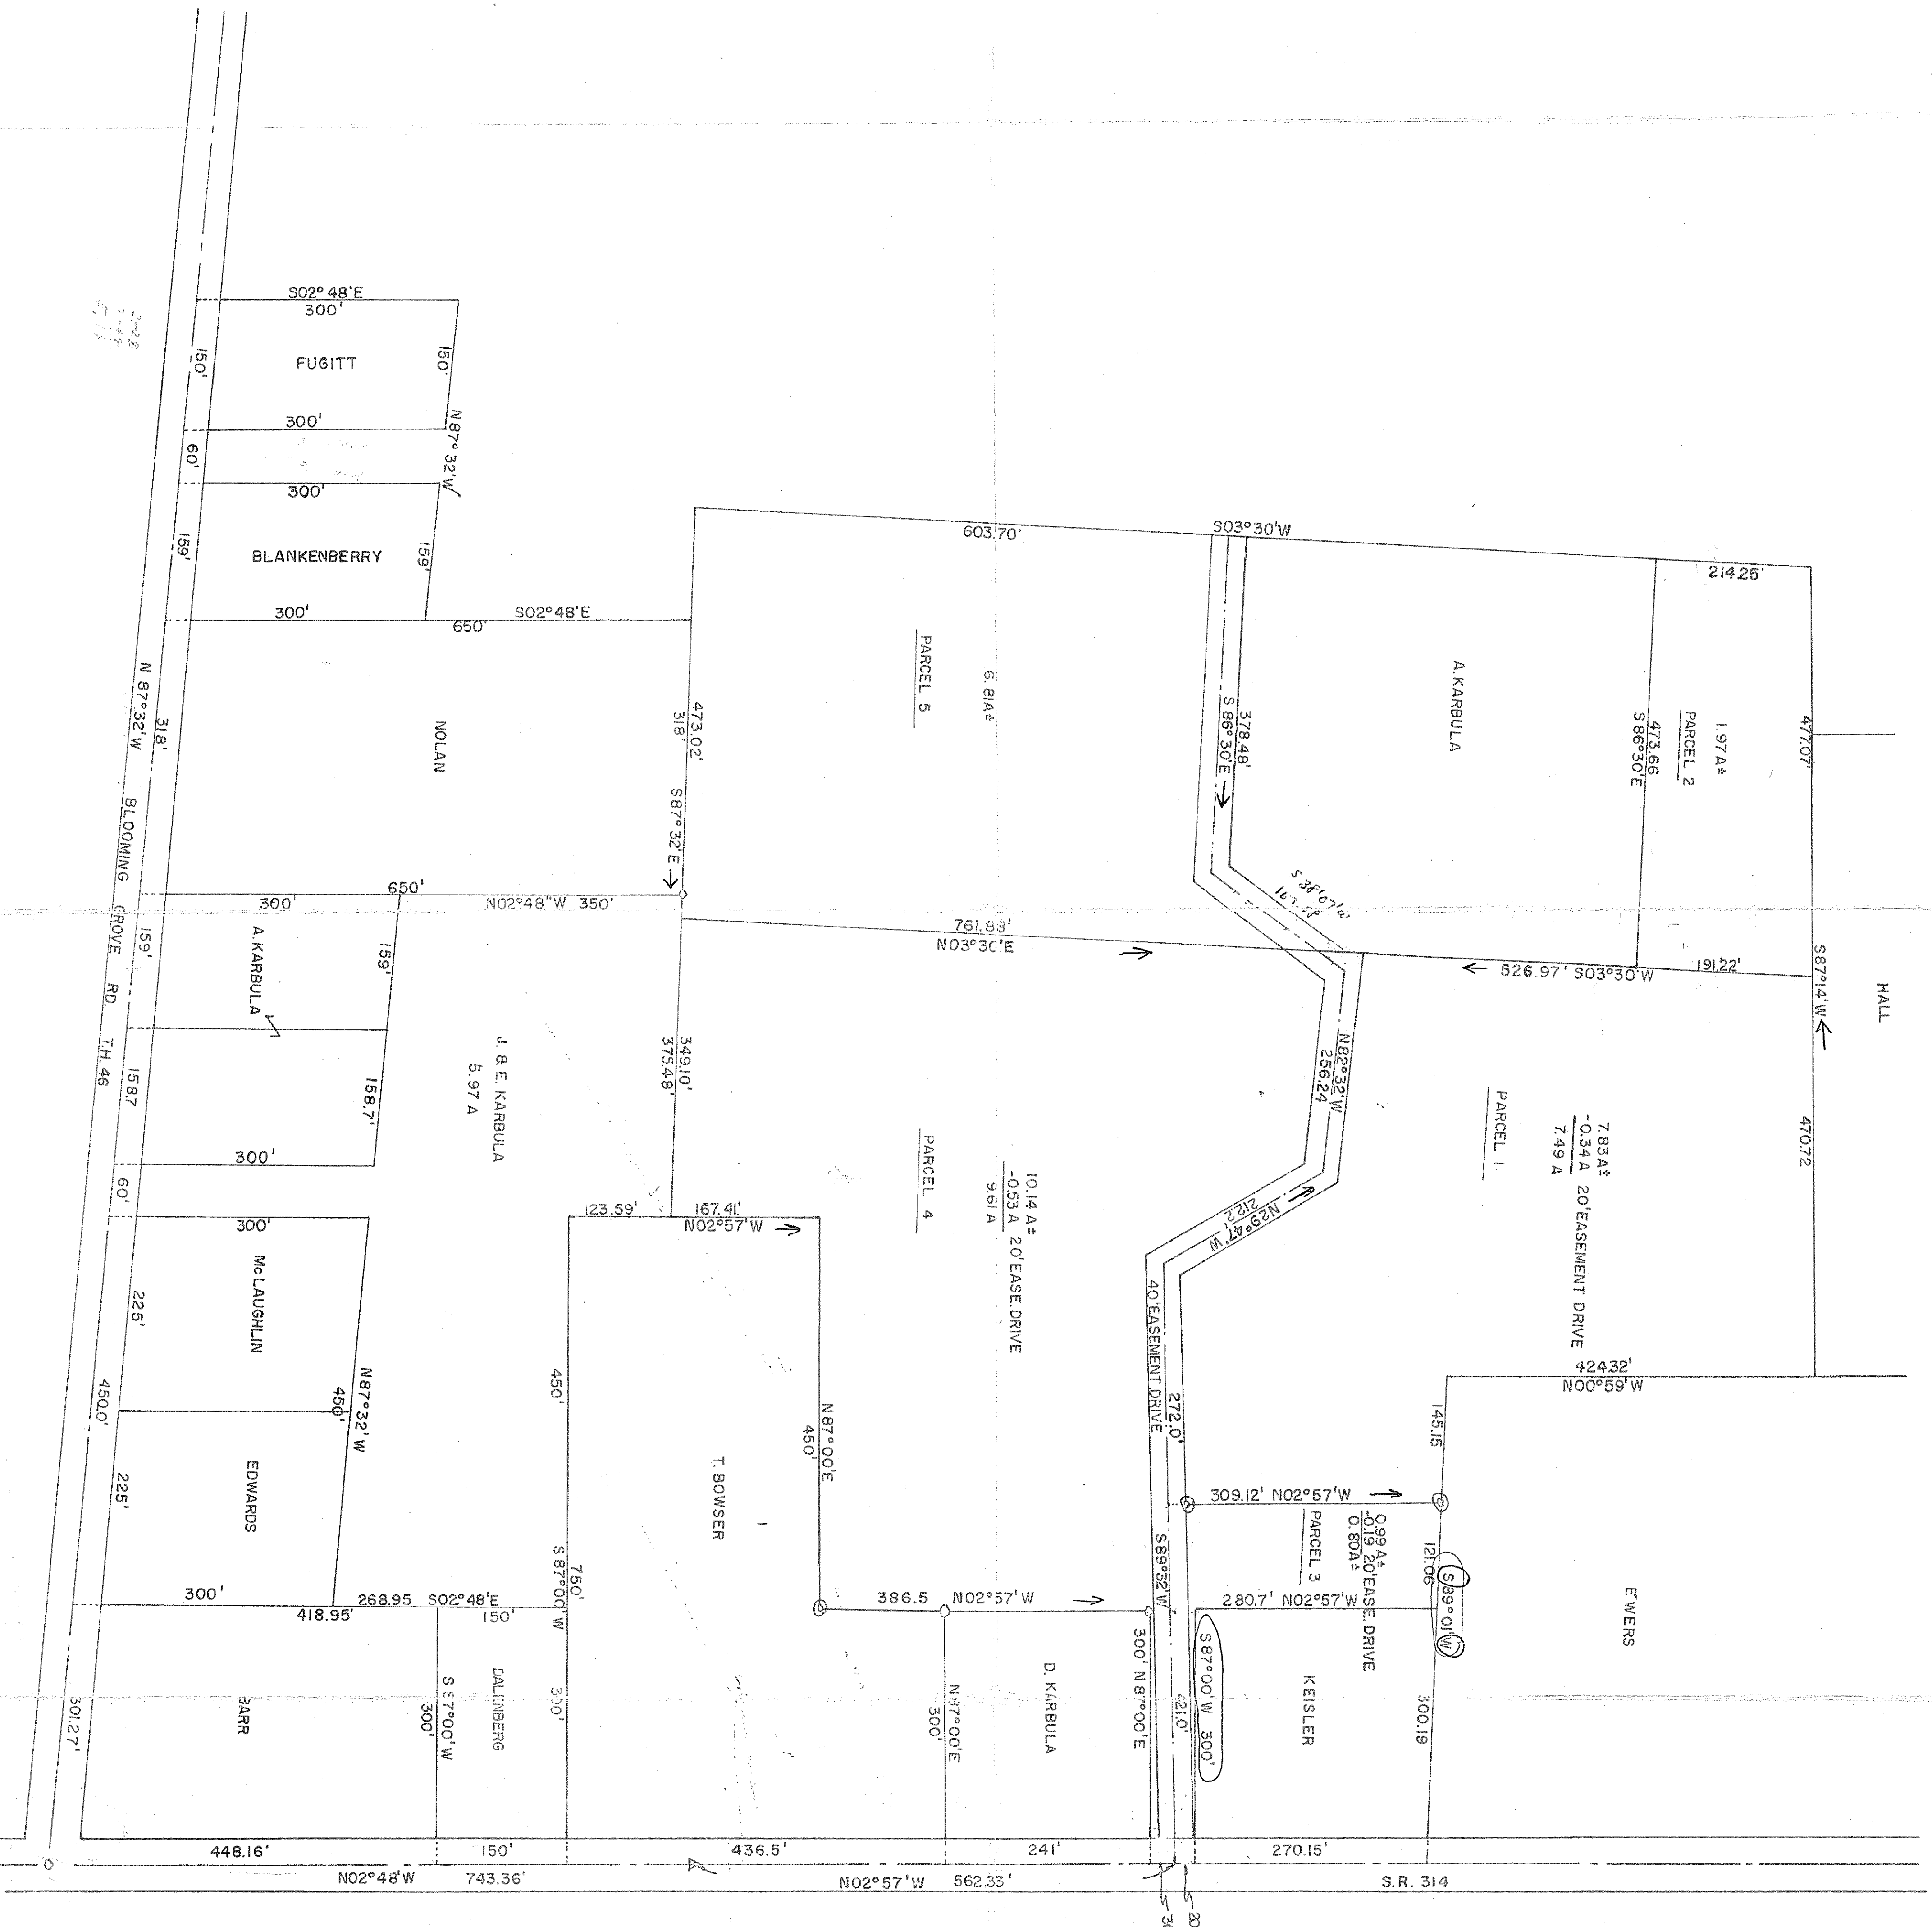 S02°48'E
300'
FUGITT
150'
150'
300'
60'
N87°32'W
300'
BLANKENBERRY
159'
159'
300'
S02°48'E
650'
N 87°32'W
318'
NOLAN
473.02'
318'
S87°32'E
650'
300'
N02°48'W 350'
BLOOMING GROVE RD. T.H. 46
603.70'
S03°30'W
214.25'
PARCEL 5
6.81A±
378.48'
S 86°30'E
A. KARBULA
473.66
S86°30'E
PARCEL 2
1.97A±
477.07'
S 38°07'W
761.93'
N03°30'E
526.97' S03°30'W
191.22'
S87°14'W
HALL
A. KARBULA
159'
159'
158.7
158.7'
300'
60'
J. & E. KARBULA
5.97 A
349.10'
375.48'
N82°32'W
256.24
PARCEL 1
7.83A±
-0.34A 20'EASEMENT DRIVE
7.49 A
470.72
PARCEL 4
10.14 A±
-0.53 A 20'EASE. DRIVE
9.61 A
123.59'
167.41'
N02°57'W
N29°47'W
212.2'
300'
McLAUGHLIN
225'
N87°32'W
450'
450.0'
EDWARDS
225'
300'
268.95 S02°48'E
418.95'
150'
450'
750'
S87°00'W
300'
T. BOWSER
N87°00'E
450'
40'EASEMENT DRIVE
272.0'
S89°32'W
424.32'
N00°59'W
145.15
309.12' N02°57'W
PARCEL 3
0.99A±
-0.19 20'EASE. DRIVE
0.80A±
121.06
S89°01'W
280.7' N02°57'W
EWERS
386.5 N02°57'W
300' N87°00'E
D. KARBULA
N87°00'E
300'
421.0'
S87°00'W 300'
KEISLER
300.19
301.27'
BARR
S87°00'W
300'
DALENBERG
448.16'
150'
436.5'
241'
270.15'
N02°48'W
743.36'
N02°57'W
562.33'
S.R. 314
20